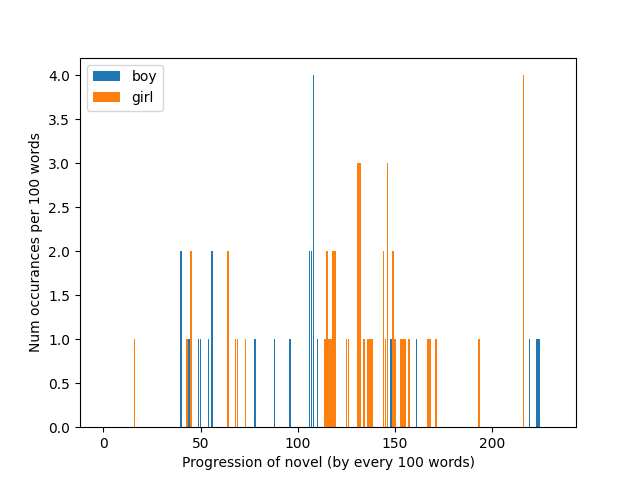 boy
girl
4.0
3.5
3.0
2.5
2.0
1.5
1.0
0.5
0.0
Num occurances per 100 words
0 50 100 150 200
Progression of novel (by every 100 words)